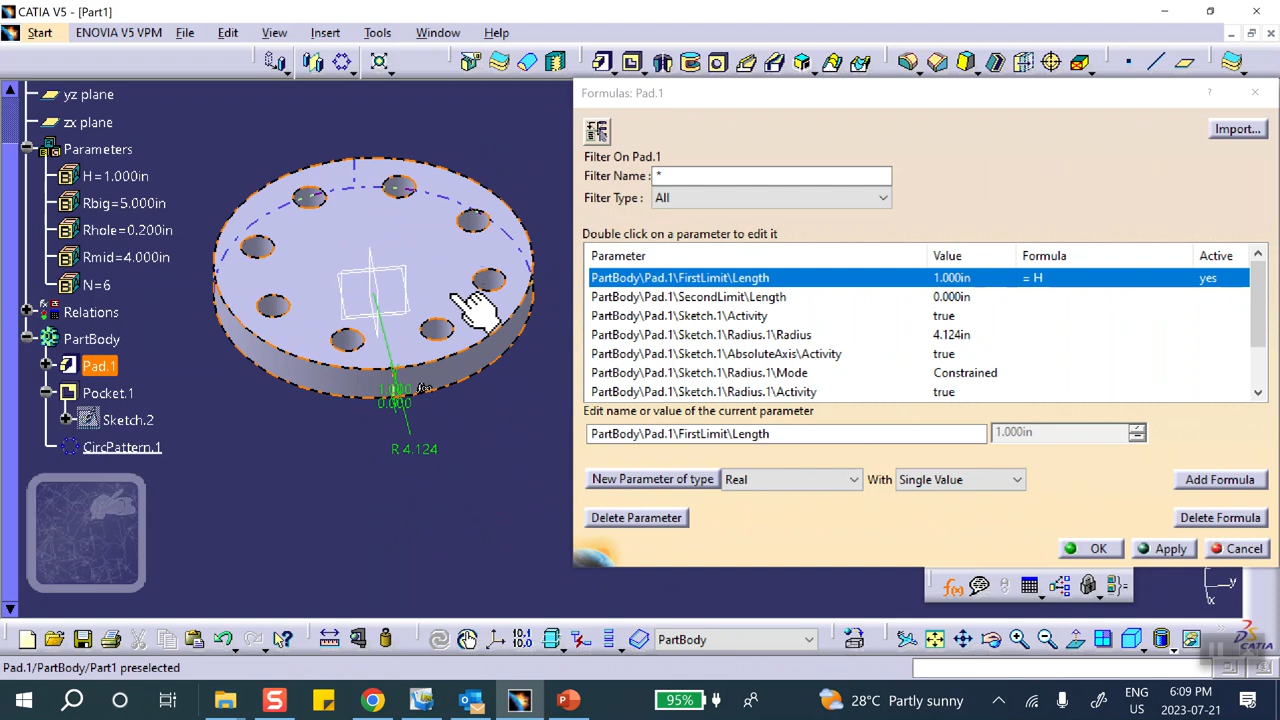 CATIA V5 - [Part1]
Start ENOVIA V5 VPM File Edit View Insert Tools Window Help
yz plane
zx plane
Parameters
H=1.000in
Rbig=5.000in
Rhole=0.200in
Rmid=4.000in
N=6
Relations
PartBody
Pad.1
Pocket.1
Sketch.2
CircPattern.1
1.000
0.000
R 4.124
Formulas: Pad.1
Import...
Filter On Pad.1
Filter Name : *
Filter Type : All
Double click on a parameter to edit it
Parameter Value Formula Active
PartBody\Pad.1\FirstLimit\Length 1.000in = H yes
PartBody\Pad.1\SecondLimit\Length 0.000in
PartBody\Pad.1\Sketch.1\Activity true
PartBody\Pad.1\Sketch.1\Radius.1\Radius 4.124in
PartBody\Pad.1\Sketch.1\AbsoluteAxis\Activity true
PartBody\Pad.1\Sketch.1\Radius.1\Mode Constrained
PartBody\Pad.1\Sketch.1\Radius.1\Activity true
Edit name or value of the current parameter
PartBody\Pad.1\FirstLimit\Length 1.000in
New Parameter of type Real With Single Value Add Formula
Delete Parameter Delete Formula
OK Apply Cancel
f(x)
y
x
10.1
10:1
PartBody
CATIA
Pad.1/PartBody/Part1 preselected
95% 28°C Partly sunny ENG US 6:09 PM 2023-07-21